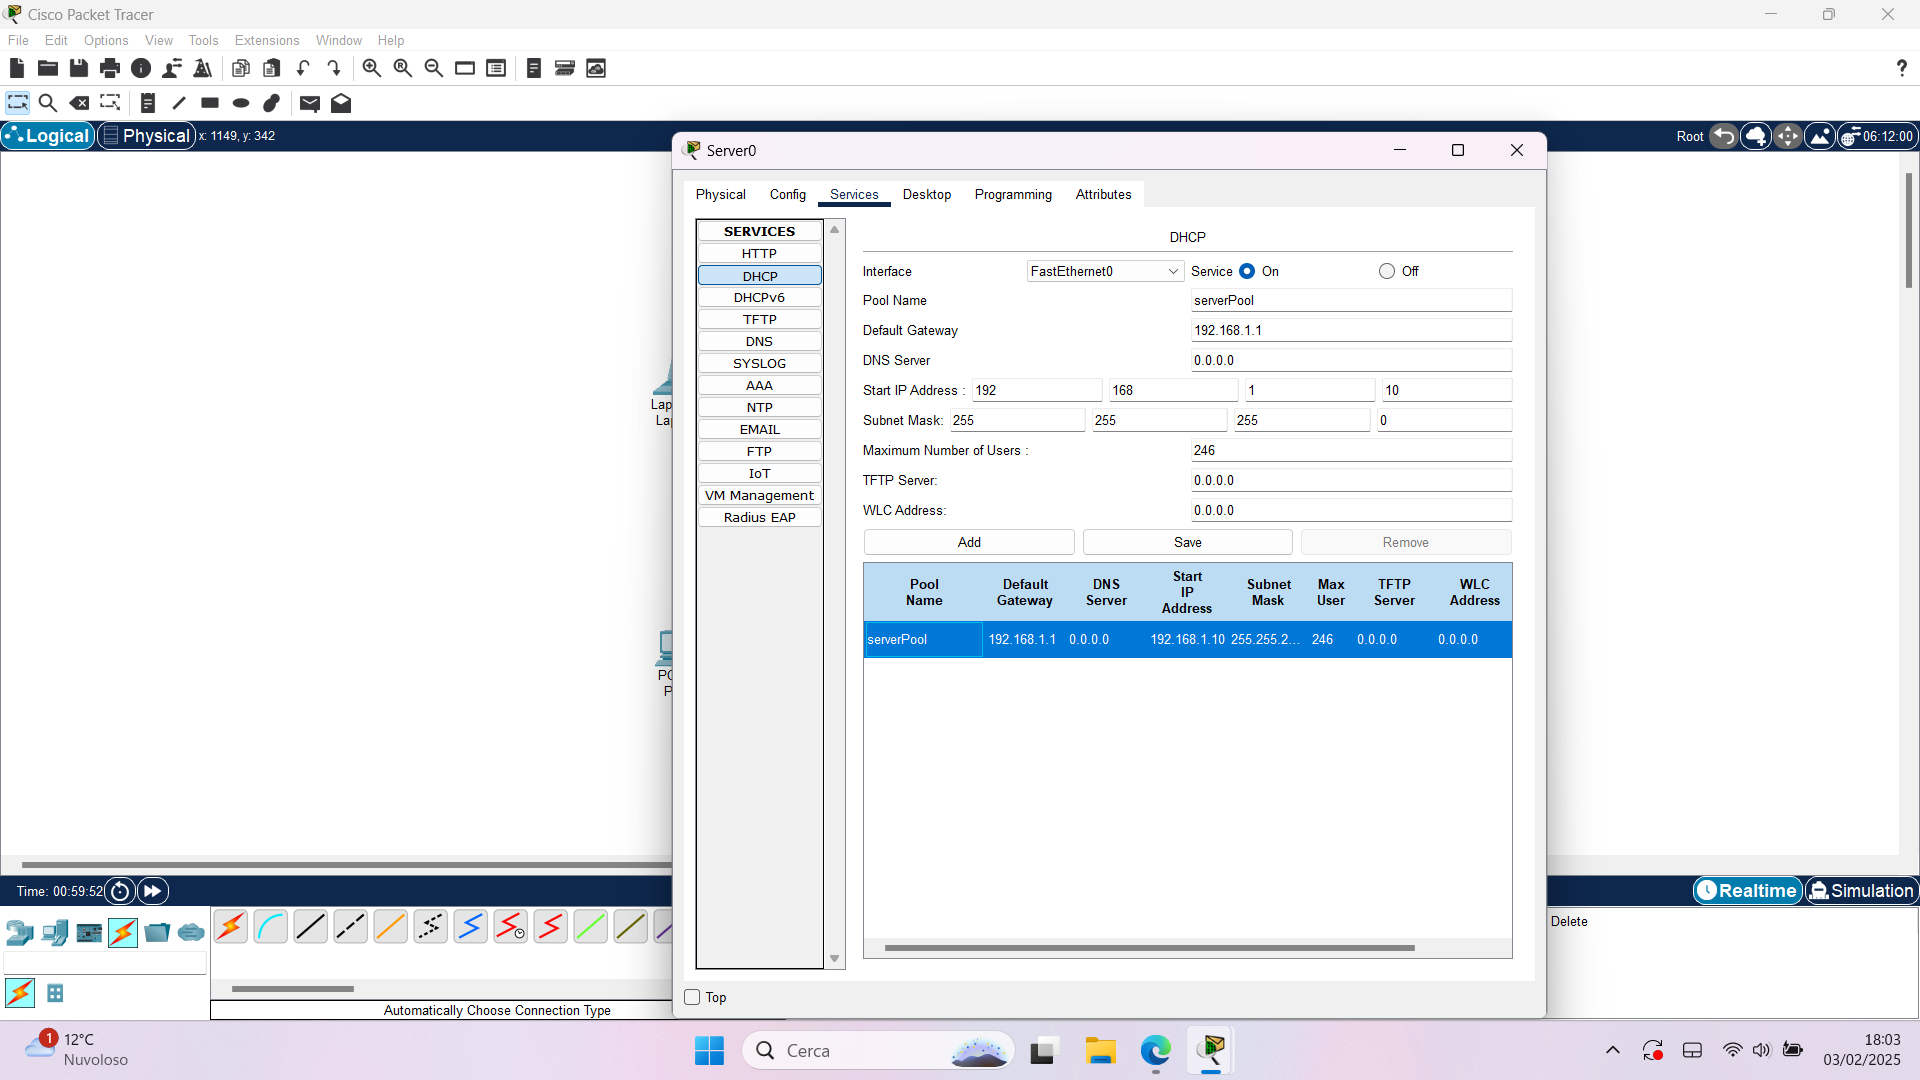 Cisco Packet Tracer
File Edit Options View Tools Extensions Window Help
Logical Physical x: 1149, y: 342
Root 06:12:00
Server0
Physical Config Services Desktop Programming Attributes
SERVICES
HTTP
DHCP
DHCPv6
TFTP
DNS
SYSLOG
AAA
NTP
EMAIL
FTP
IoT
VM Management
Radius EAP
DHCP
Interface FastEthernet0 Service On Off
Pool Name serverPool
Default Gateway 192.168.1.1
DNS Server 0.0.0.0
Start IP Address : 192 168 1 10
Subnet Mask: 255 255 255 0
Maximum Number of Users : 246
TFTP Server: 0.0.0.0
WLC Address: 0.0.0.0
Add Save Remove
Pool Name Default Gateway DNS Server Start IP Address Subnet Mask Max User TFTP Server WLC Address
serverPool 192.168.1.1 0.0.0.0 192.168.1.10 255.255.2... 246 0.0.0.0 0.0.0.0
Top
Lap
La
PC
P
Time: 00:59:52
Realtime Simulation
Automatically Choose Connection Type
Delete
1
12°C
Nuvoloso
Cerca
18:03
03/02/2025